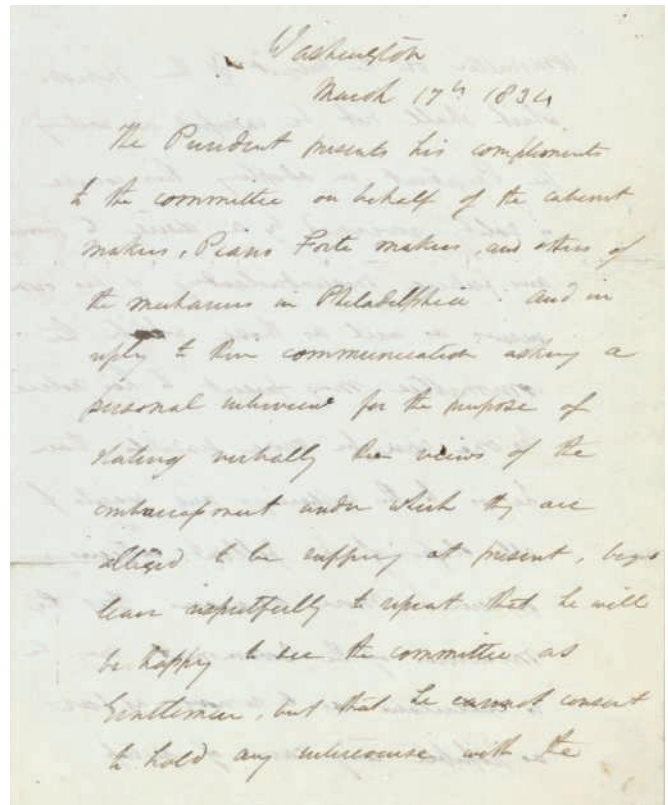 Washington
March 17th 1834
The President presents his compliments
to the committee on behalf of the cabinet
makers, Piano Forte makers, and others of
the mechanics in Philadelphia. And in
reply to their communication asking a
personal interview for the purpose of
stating verbally their views of the
embarrassment under which they are
alleged to be suffering at present, begs
leave respectfully to repeat that he will
be happy to see the committee as
Gentlemen, but that he cannot consent
to hold any intercourse with the